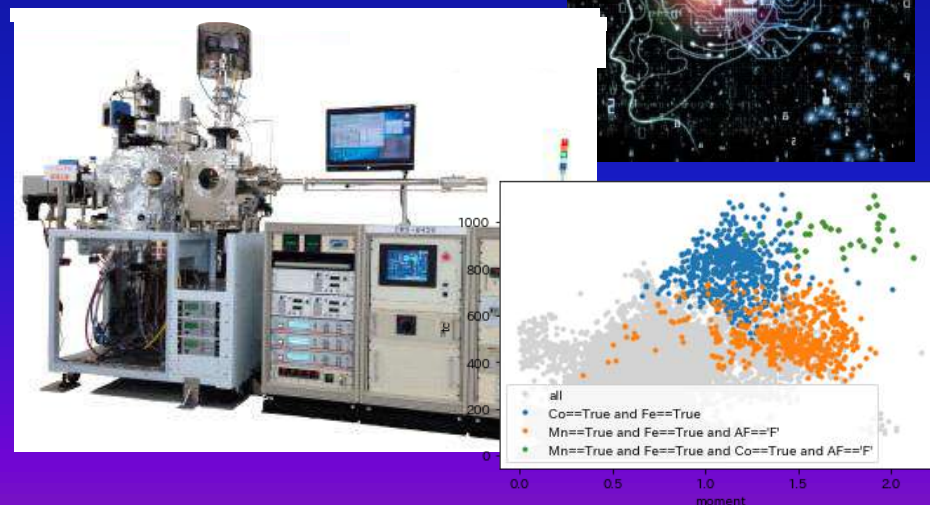 1000
800
600
400
200
0
Tc
all
Co==True and Fe==True
Mn==True and Fe==True and AF=='F'
Mn==True and Fe==True and Co==True and AF=='F'
0.0 0.5 1.0 1.5 2.0
moment